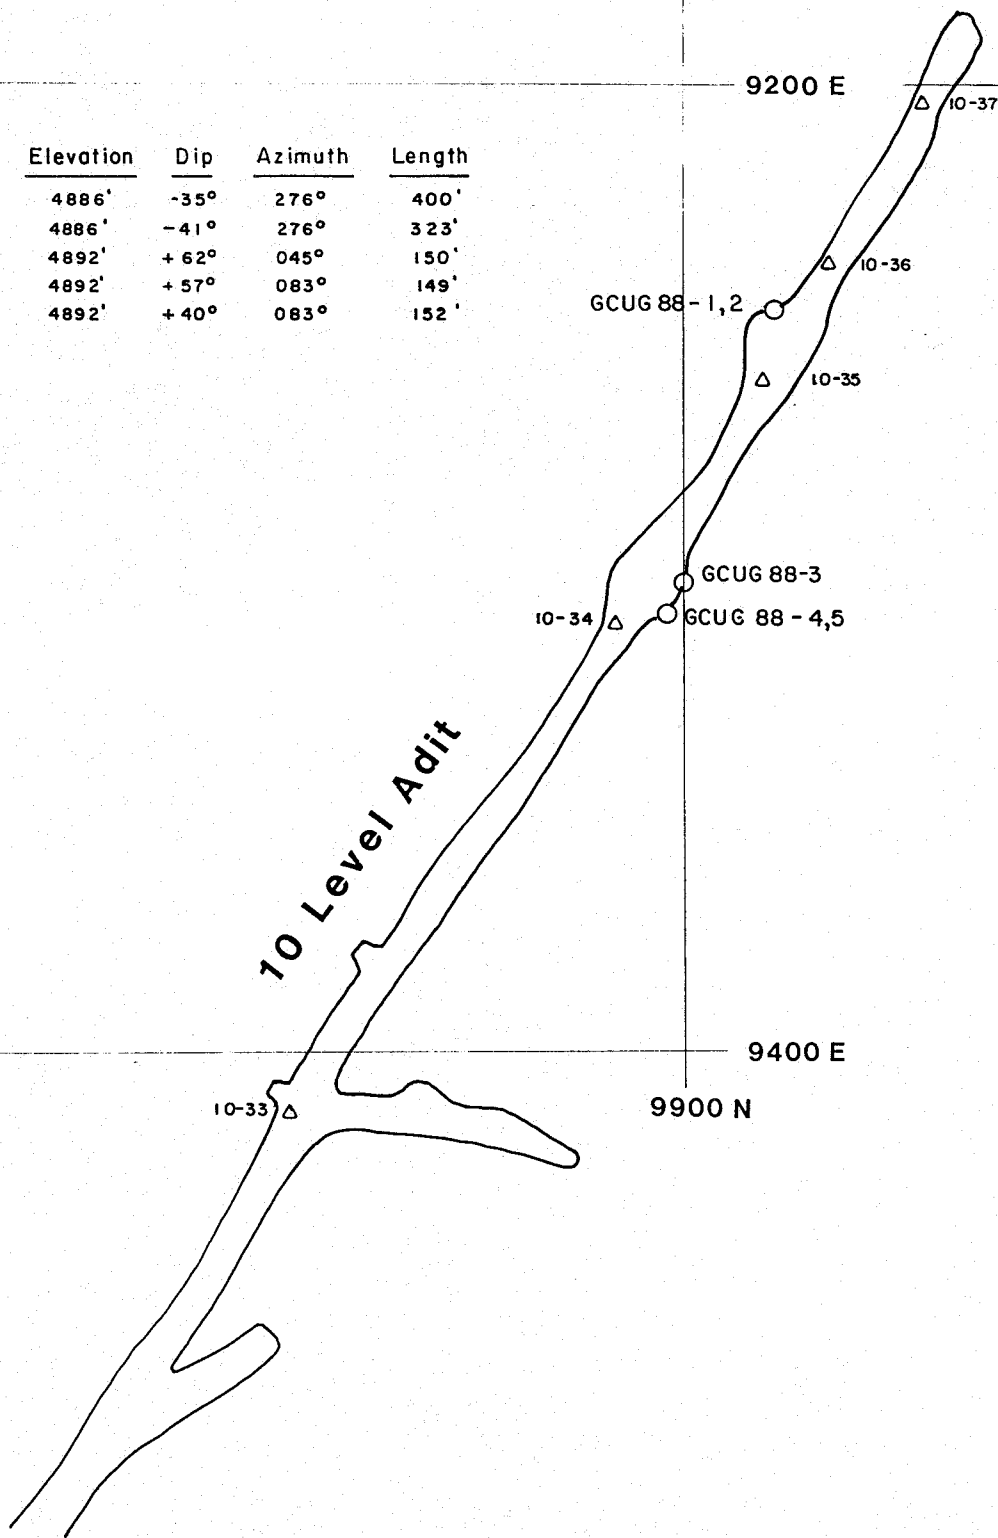 9200 E
10-37
Elevation Dip Azimuth Length
4886' -35° 276° 400'
4886' -41° 276° 323'
4892' +62° 045° 150'
4892' +57° 083° 149'
4892' +40° 083° 152'
10-36
GCUG 88-1,2
10-35
GCUG 88-3
10-34
GCUG 88-4,5
10 Level Adit
9400 E
10-33
9900 N